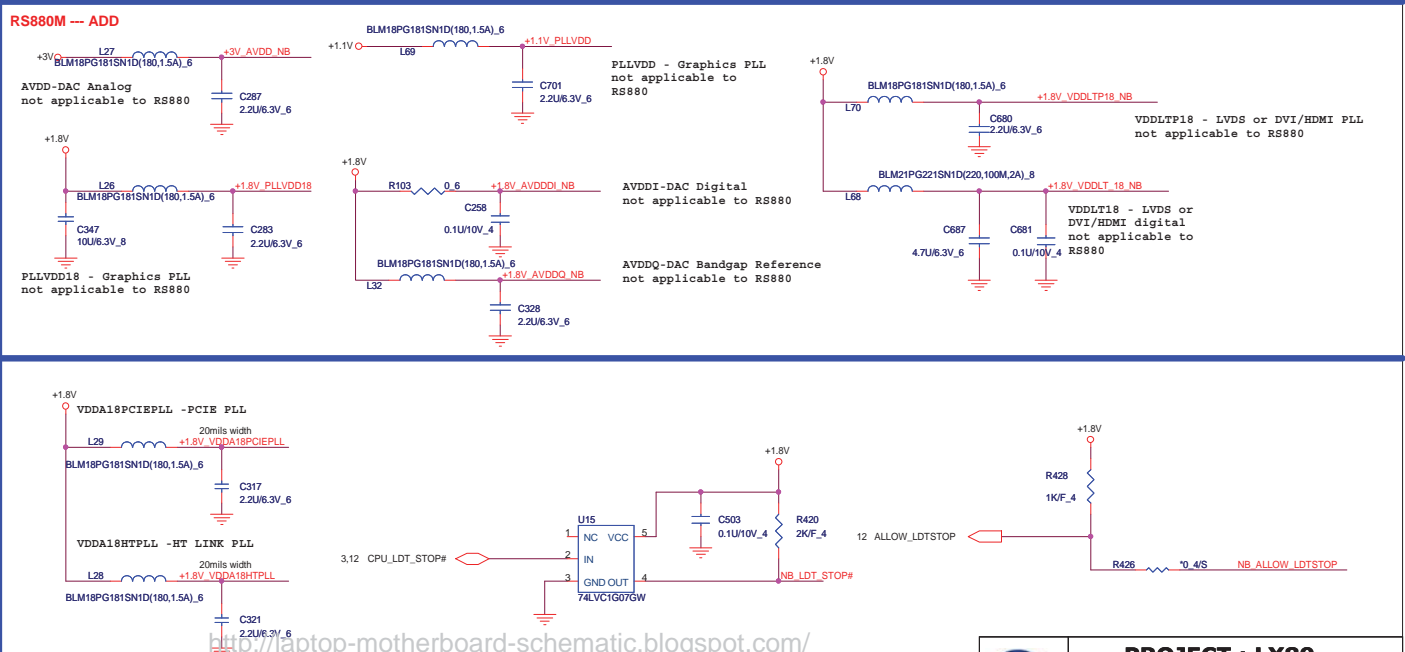 RS880M --- ADD
+3V
L27
BLM18PG181SN1D(180,1.5A)_6
+3V_AVDD_NB
AVDD-DAC Analog
not applicable to RS880
C287
2.2U/6.3V_6
+1.1V
BLM18PG181SN1D(180,1.5A)_6
L69
+1.1V_PLLVDD
C701
2.2U/6.3V_6
PLLVDD - Graphics PLL
not applicable to
RS880
+1.8V
BLM18PG181SN1D(180,1.5A)_6
L70
+1.8V_VDDLTP18_NB
C680
2.2U/6.3V_6
VDDLTP18 - LVDS or DVI/HDMI PLL
not applicable to RS880
+1.8V
L26
BLM18PG181SN1D(180,1.5A)_6
+1.8V_PLLVDD18
C347
10U/6.3V_8
C283
2.2U/6.3V_6
PLLVDD18 - Graphics PLL
not applicable to RS880
+1.8V
R103
0_6
+1.8V_AVDDDI_NB
C258
0.1U/10V_4
AVDDI-DAC Digital
not applicable to RS880
BLM18PG181SN1D(180,1.5A)_6
L32
+1.8V_AVDDQ_NB
C328
2.2U/6.3V_6
AVDDQ-DAC Bandgap Reference
not applicable to RS880
BLM21PG221SN1D(220,100M,2A)_8
L68
+1.8V_VDDLT_18_NB
C687
4.7U/6.3V_6
C681
0.1U/10V_4
VDDLT18 - LVDS or
DVI/HDMI digital
not applicable to
RS880
+1.8V
VDDA18PCIEPLL -PCIE PLL
20mils width
L29
+1.8V_VDDA18PCIEPLL
BLM18PG181SN1D(180,1.5A)_6
C317
2.2U/6.3V_6
VDDA18HTPLL -HT LINK PLL
20mils width
L28
+1.8V_VDDA18HTPLL
BLM18PG181SN1D(180,1.5A)_6
C321
2.2U/6.3V_6
3,12 CPU_LDT_STOP#
U15
1 NC VCC 5
2 IN
3 GND OUT 4
74LVC1G07GW
+1.8V
C503
0.1U/10V_4
R420
2K/F_4
NB_LDT_STOP#
+1.8V
R428
1K/F_4
12 ALLOW_LDTSTOP
R426
*0_4/S
NB_ALLOW_LDTSTOP
http://laptop-motherboard-schematic.blogspot.com/